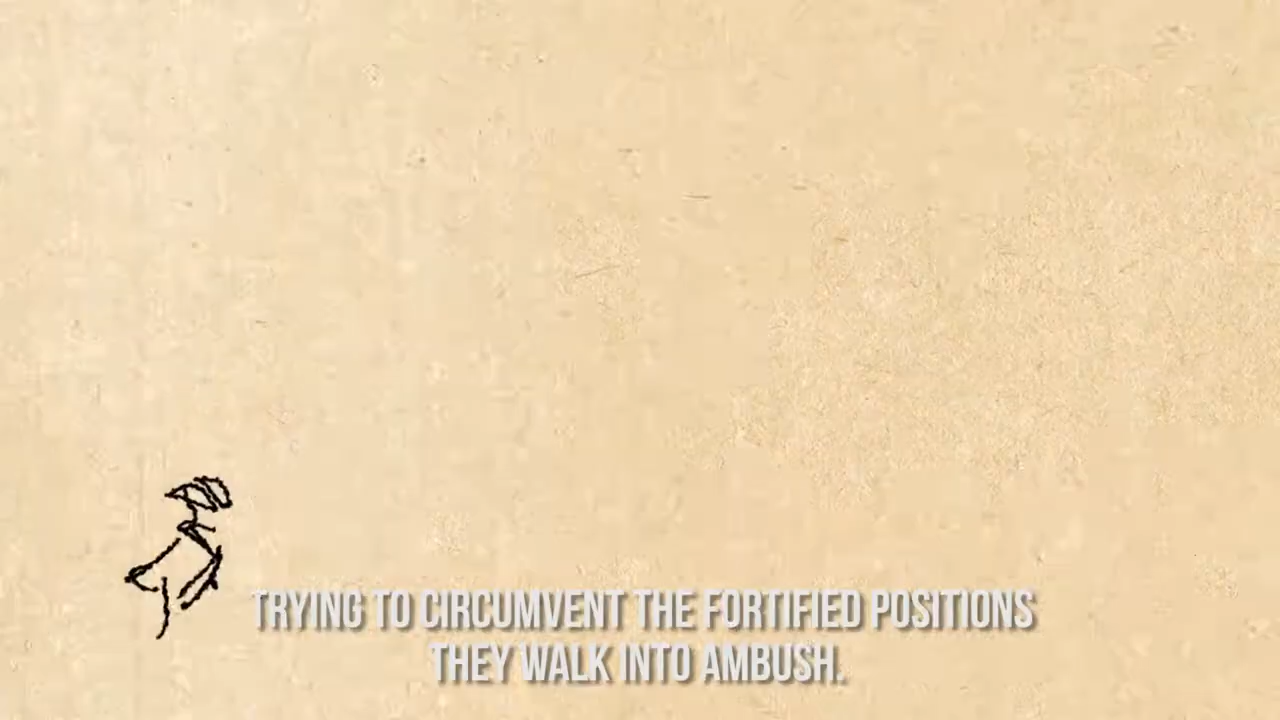 TRYING TO CIRCUMVENT THE FORTIFIED POSITIONS
THEY WALK INTO AMBUSH.